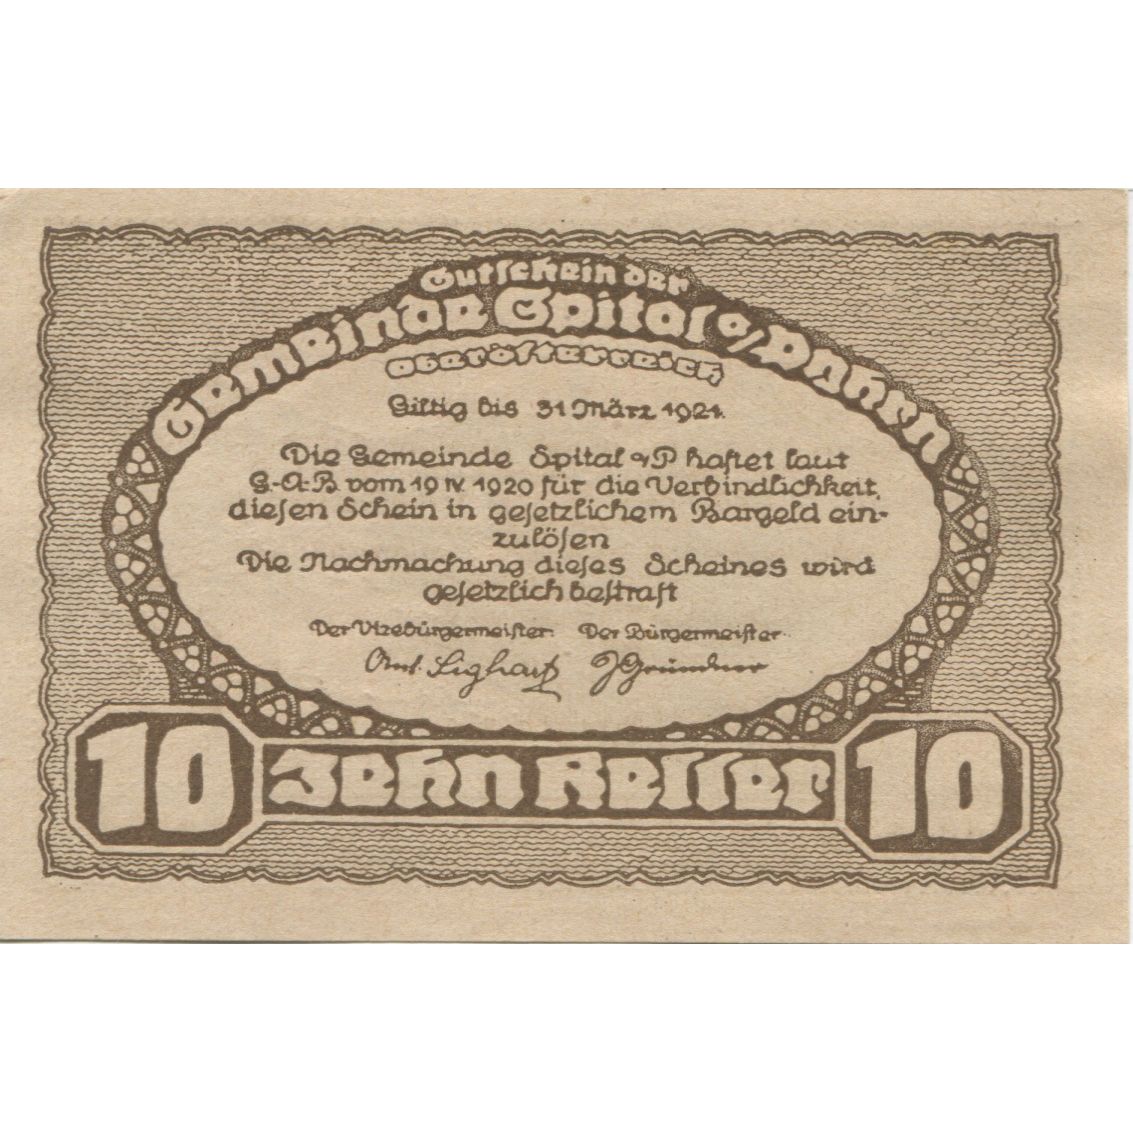 Gutschein der
Gemeinde Spital a/Pyhrn
Oberösterreich
Giltig bis 31 März 1921.
Die Gemeinde Spital a/P haftet laut
G.-A.-B. vom 19 IV. 1920 für die Verbindlichkeit,
diesen Schein in gesetzlichem Bargeld ein-
zulösen
Die Nachmachung dieses Scheines wird
gesetzlich bestraft
Der Vizebürgermeister. Der Bürgermeister.
Ant. J Gründner
10 Zehn Heller 10